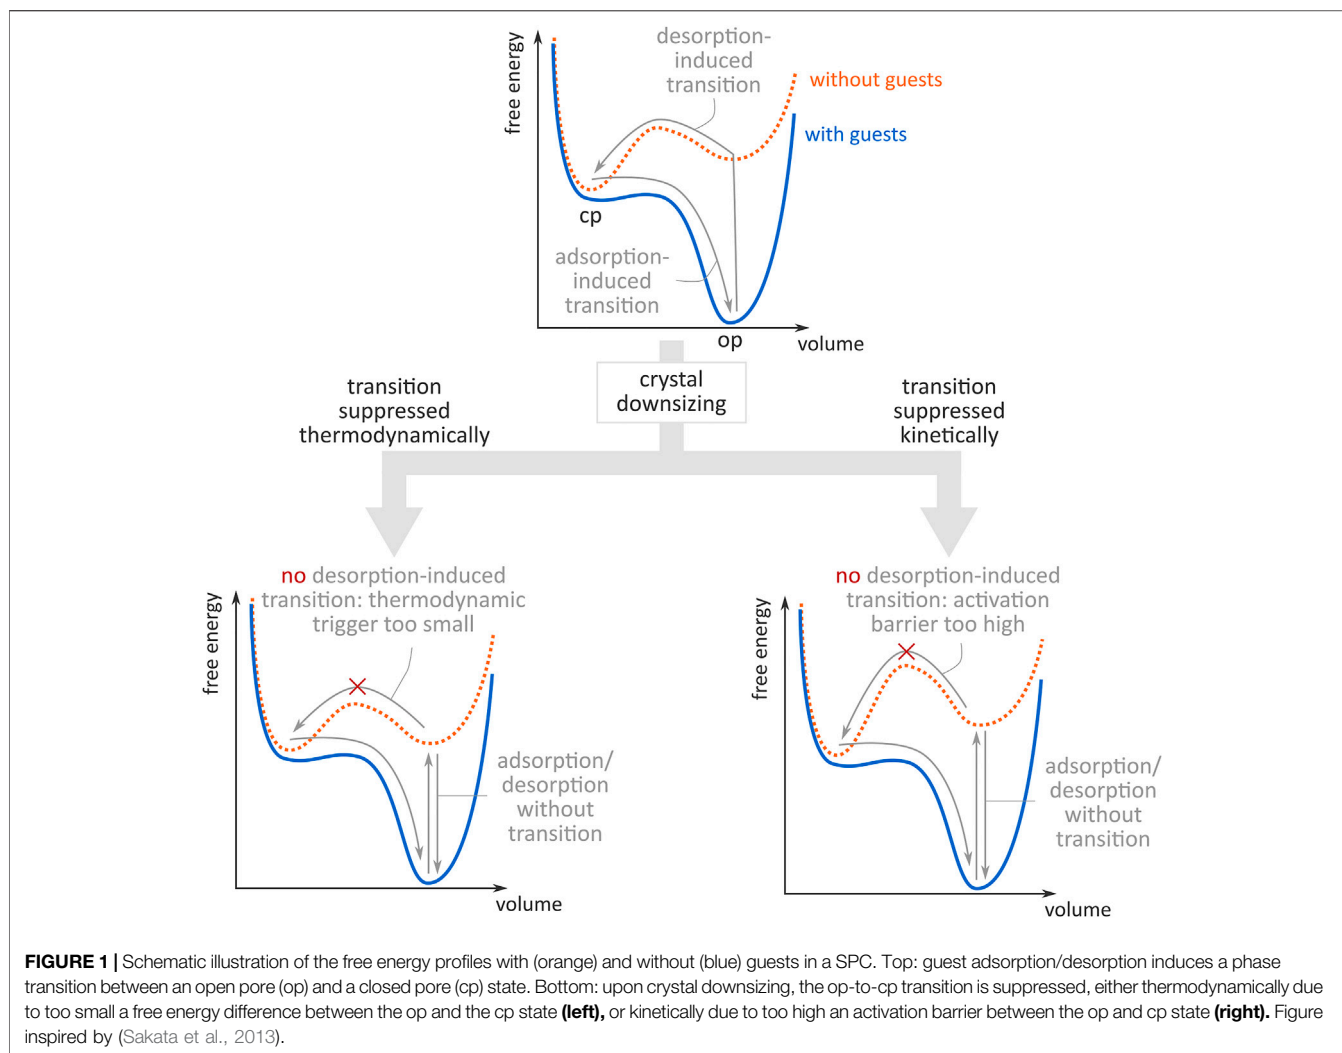 free energy
desorption-
induced
transition
without guests
with guests
cp
adsorption-
induced
transition
op
volume
crystal
downsizing
transition
suppressed
thermodynamically
transition
suppressed
kinetically
no desorption-induced
transition: thermodynamic
trigger too small
free energy
adsorption/
desorption
without
transition
volume
no desorption-induced
transition: activation
barrier too high
free energy
adsorption/
desorption
without
transition
volume
FIGURE 1 | Schematic illustration of the free energy profiles with (orange) and without (blue) guests in a SPC. Top: guest adsorption/desorption induces a phase
transition between an open pore (op) and a closed pore (cp) state. Bottom: upon crystal downsizing, the op-to-cp transition is suppressed, either thermodynamically due
to too small a free energy difference between the op and the cp state (left), or kinetically due to too high an activation barrier between the op and cp state (right). Figure
inspired by (Sakata et al., 2013).